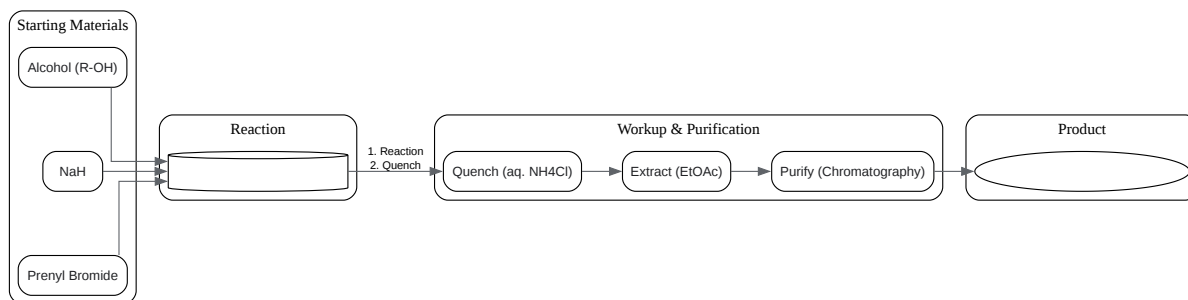 Starting Materials
Alcohol (R-OH)
NaH
Prenyl Bromide
Reaction
1. Reaction
2. Quench
Workup & Purification
Quench (aq. NH4Cl)
Extract (EtOAc)
Purify (Chromatography)
Product